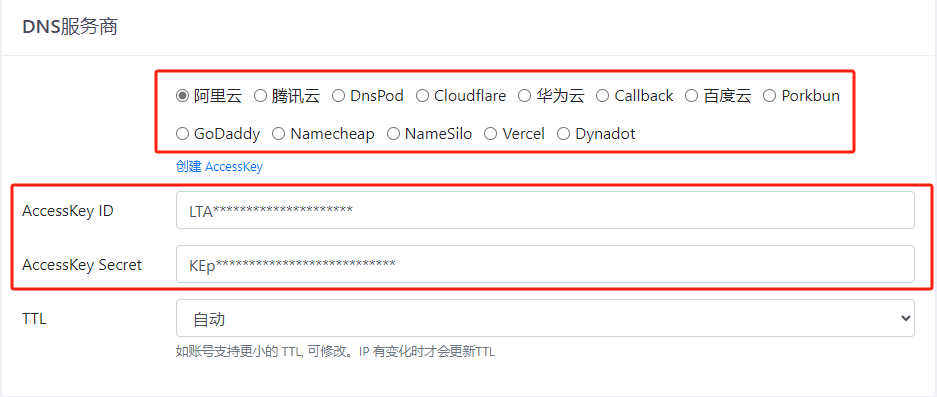 DNS服务商
阿里云 腾讯云 DnsPod Cloudflare 华为云 Callback 百度云 Porkbun
GoDaddy Namecheap NameSilo Vercel Dynadot
创建 AccessKey
AccessKey ID LTA*********************
AccessKey Secret KEp***************************
TTL 自动
如账号支持更小的 TTL, 可修改。IP 有变化时才会更新TTL